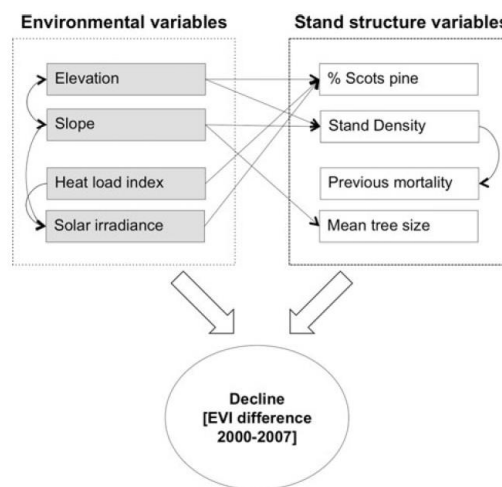 Environmental variables
Stand structure variables
Elevation
Slope
Heat load index
Solar irradiance
% Scots pine
Stand Density
Previous mortality
Mean tree size
Decline
[EVI difference
2000-2007]